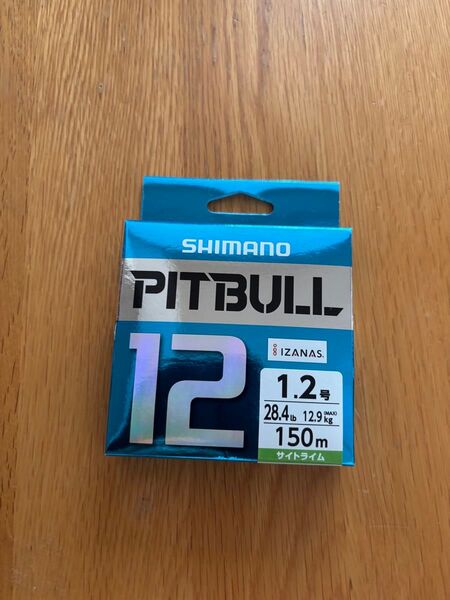 SHIMANO
PITBULL
12
IZANAS.
1.2号
28.4lb 12.9kg (MAX)
150m
サイトライム